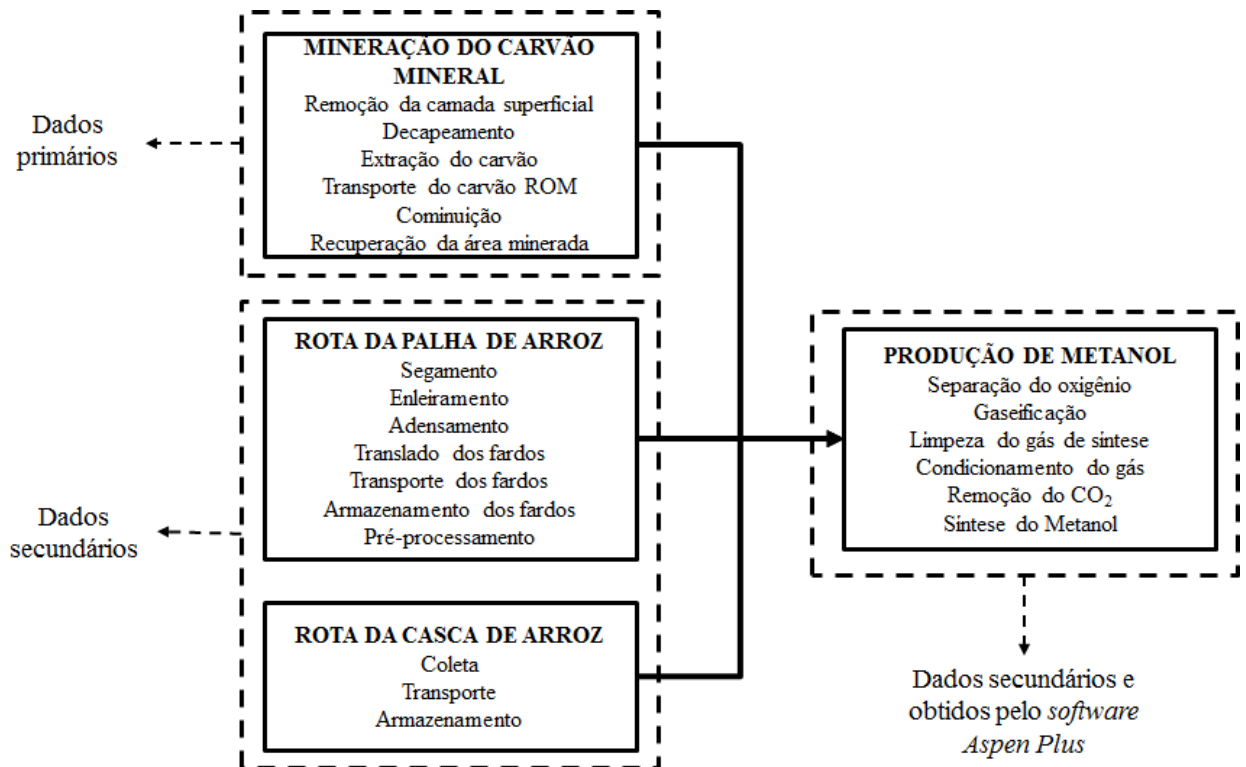 MINERAÇÃO DO CARVÃO
MINERAL
Remoção da camada superficial
Decapeamento
Extração do carvão
Transporte do carvão ROM
Cominuição
Recuperação da área minerada
Dados
primários
ROTA DA PALHA DE ARROZ
Segamento
Enleiramento
Adensamento
Translado dos fardos
Transporte dos fardos
Armazenamento dos fardos
Pré-processamento
Dados
secundários
ROTA DA CASCA DE ARROZ
Coleta
Transporte
Armazenamento
PRODUÇÃO DE METANOL
Separação do oxigênio
Gaseificação
Limpeza do gás de síntese
Condicionamento do gás
Remoção do CO₂
Síntese do Metanol
Dados secundários e
obtidos pelo software
Aspen Plus